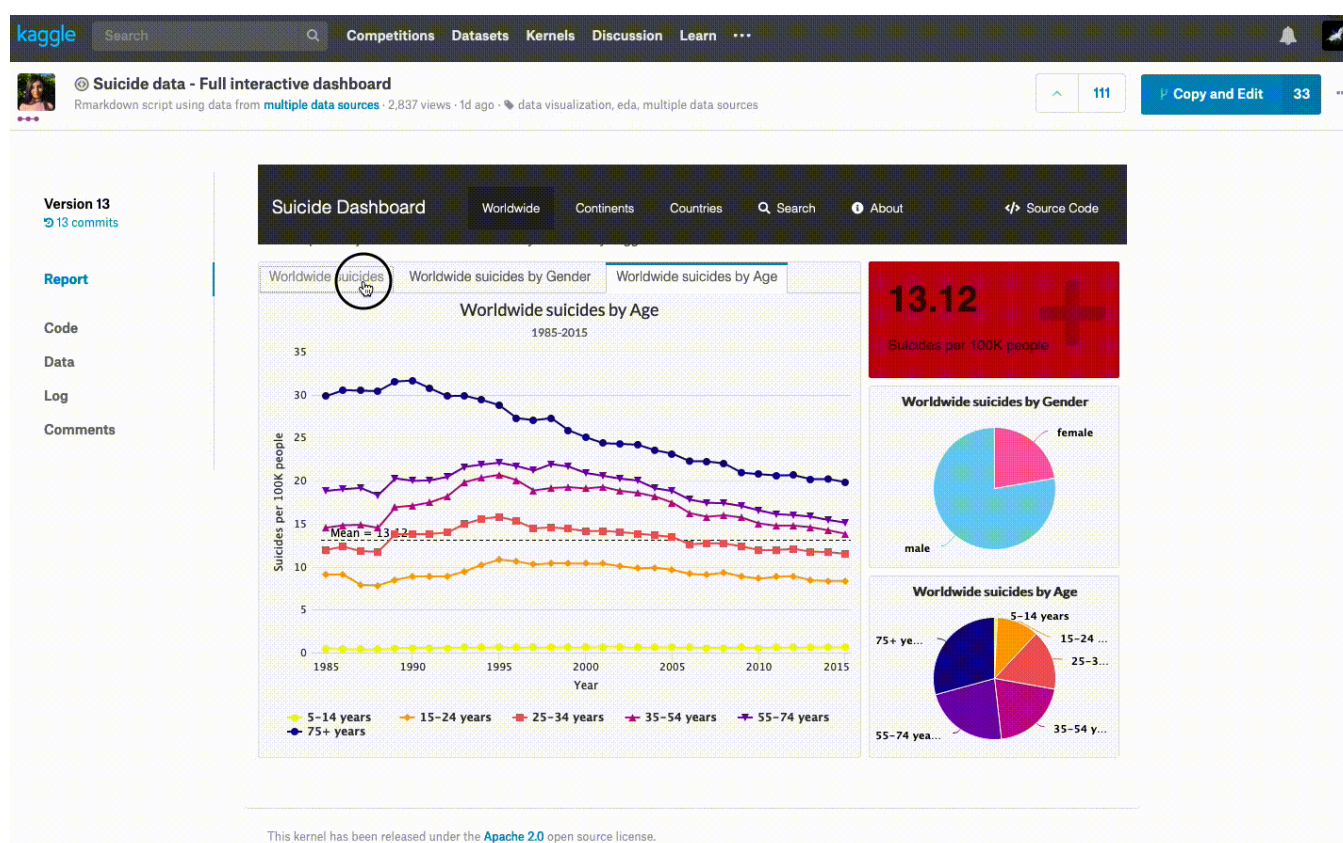 kaggle Search Competitions Datasets Kernels Discussion Learn
Suicide data - Full interactive dashboard
Rmarkdown script using data from multiple data sources · 2,837 views · 1d ago · data visualization, eda, multiple data sources
111
Copy and Edit 33
Version 13
13 commits
Report
Code
Data
Log
Comments
Suicide Dashboard Worldwide Continents Countries Search About </> Source Code
Worldwide suicides Worldwide suicides by Gender Worldwide suicides by Age
Worldwide suicides by Age
1985-2015
Suicides per 100K people
35
30
25
20
15
Mean = 13.12
10
5
0
1985 1990 1995 2000 2005 2010 2015
Year
5-14 years 15-24 years 25-34 years 35-54 years 55-74 years
75+ years
13.12
Suicides per 100K people
Worldwide suicides by Gender
female
male
Worldwide suicides by Age
5-14 years
15-24 ...
25-3...
35-54 y...
55-74 yea...
75+ ye...
This kernel has been released under the Apache 2.0 open source license.